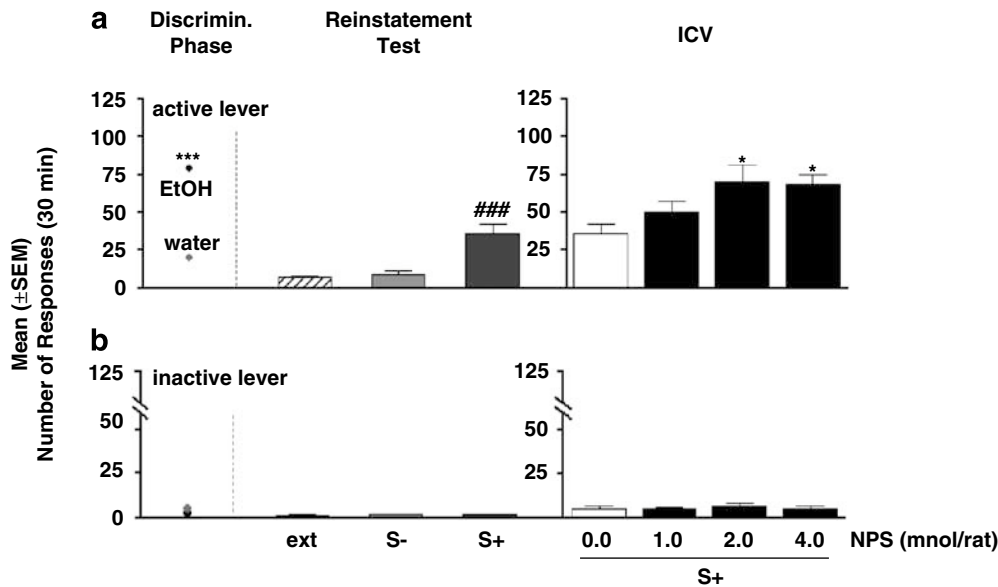 a
Discrimin.
Phase
Reinstatement
Test
ICV
Mean (±SEM)
Number of Responses (30 min)
125
100
75
50
25
0
active lever
***
EtOH
water
###
125
100
75
50
25
*
*
b
125
50
25
0
inactive lever
125
50
25
ext
S-
S+
0.0
1.0
2.0
4.0
NPS (mnol/rat)
S+